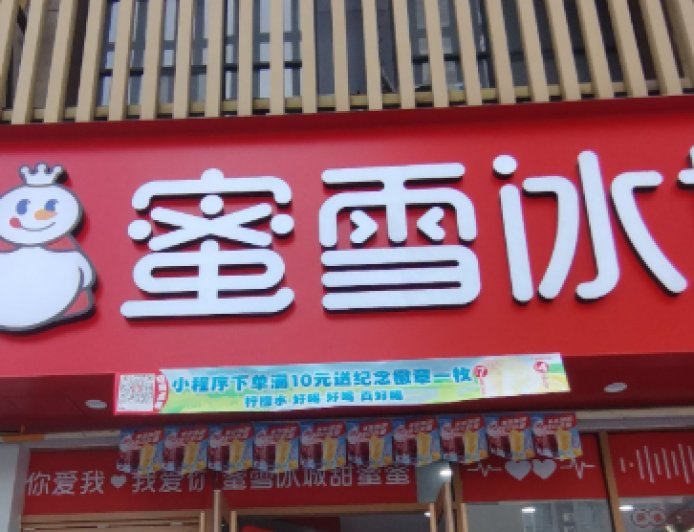 蜜雪冰
小程序下单满10元送纪念徽章一枚
柠檬水 好喝 好喝 真好喝
你爱我❤我爱你 蜜雪冰城甜蜜蜜